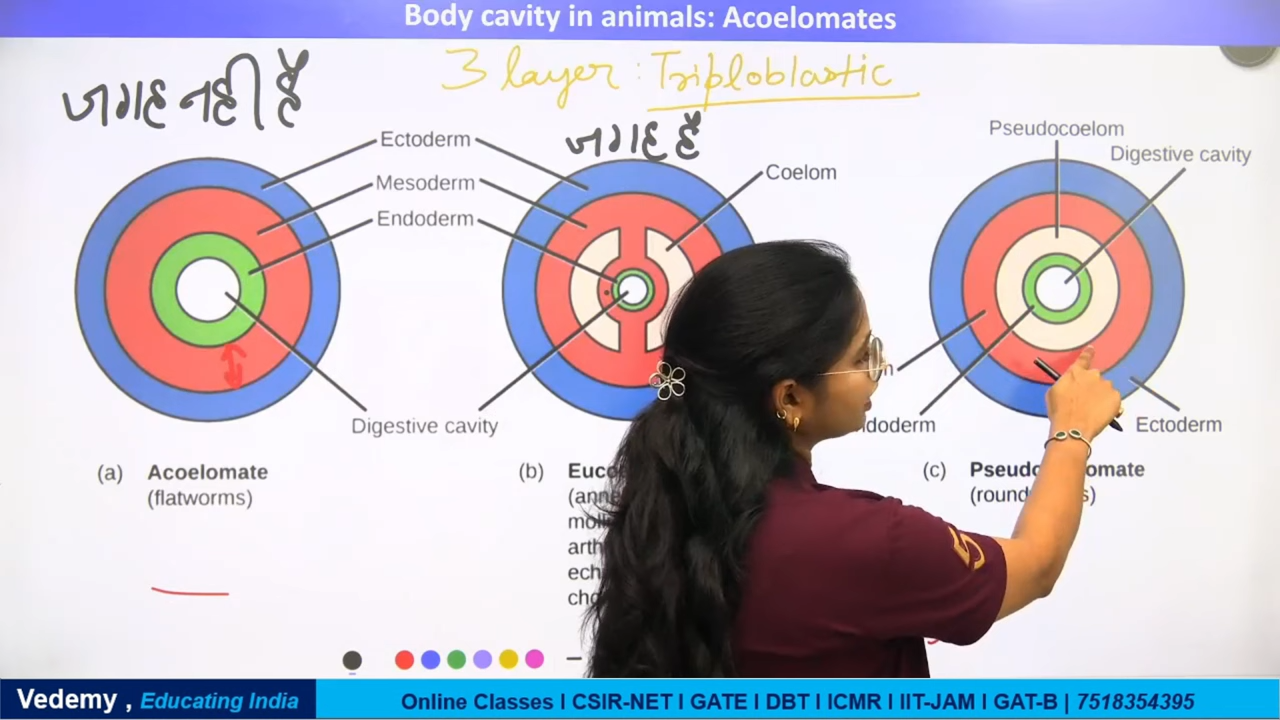 Body cavity in animals: Acoelomates
3 layer : Triploblastic
जगह नहीं है
जगह है
Ectoderm
Mesoderm
Endoderm
Coelom
Pseudocoelom
Digestive cavity
Digestive cavity
Ectoderm
(a) Acoelomate
(flatworms)
(b)
(c)
Vedemy , Educating India
Online Classes I CSIR-NET I GATE I DBT I ICMR I IIT-JAM I GAT-B | 7518354395